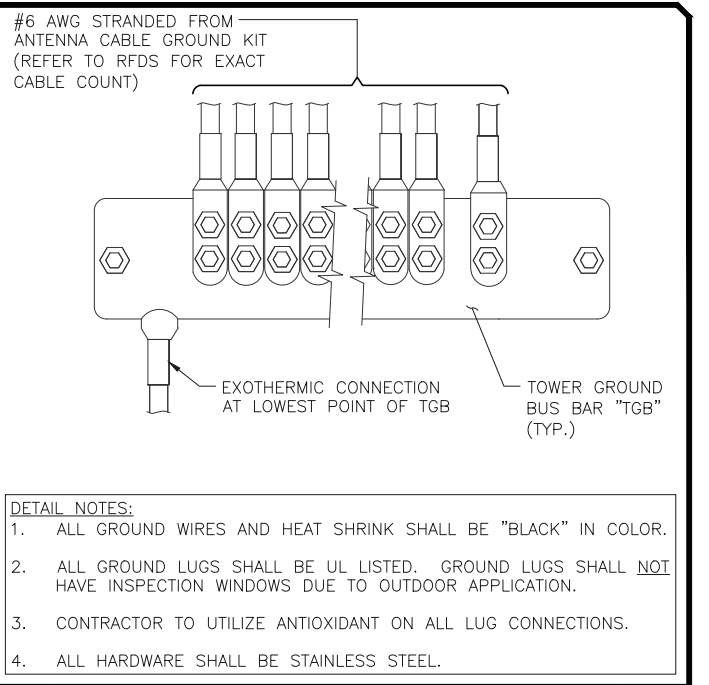 #6 AWG STRANDED FROM
ANTENNA CABLE GROUND KIT
(REFER TO RFDS FOR EXACT
CABLE COUNT)
EXOTHERMIC CONNECTION
AT LOWEST POINT OF TGB
TOWER GROUND
BUS BAR "TGB"
(TYP.)
DETAIL NOTES:
1. ALL GROUND WIRES AND HEAT SHRINK SHALL BE "BLACK" IN COLOR.
2. ALL GROUND LUGS SHALL BE UL LISTED. GROUND LUGS SHALL NOT
HAVE INSPECTION WINDOWS DUE TO OUTDOOR APPLICATION.
3. CONTRACTOR TO UTILIZE ANTIOXIDANT ON ALL LUG CONNECTIONS.
4. ALL HARDWARE SHALL BE STAINLESS STEEL.